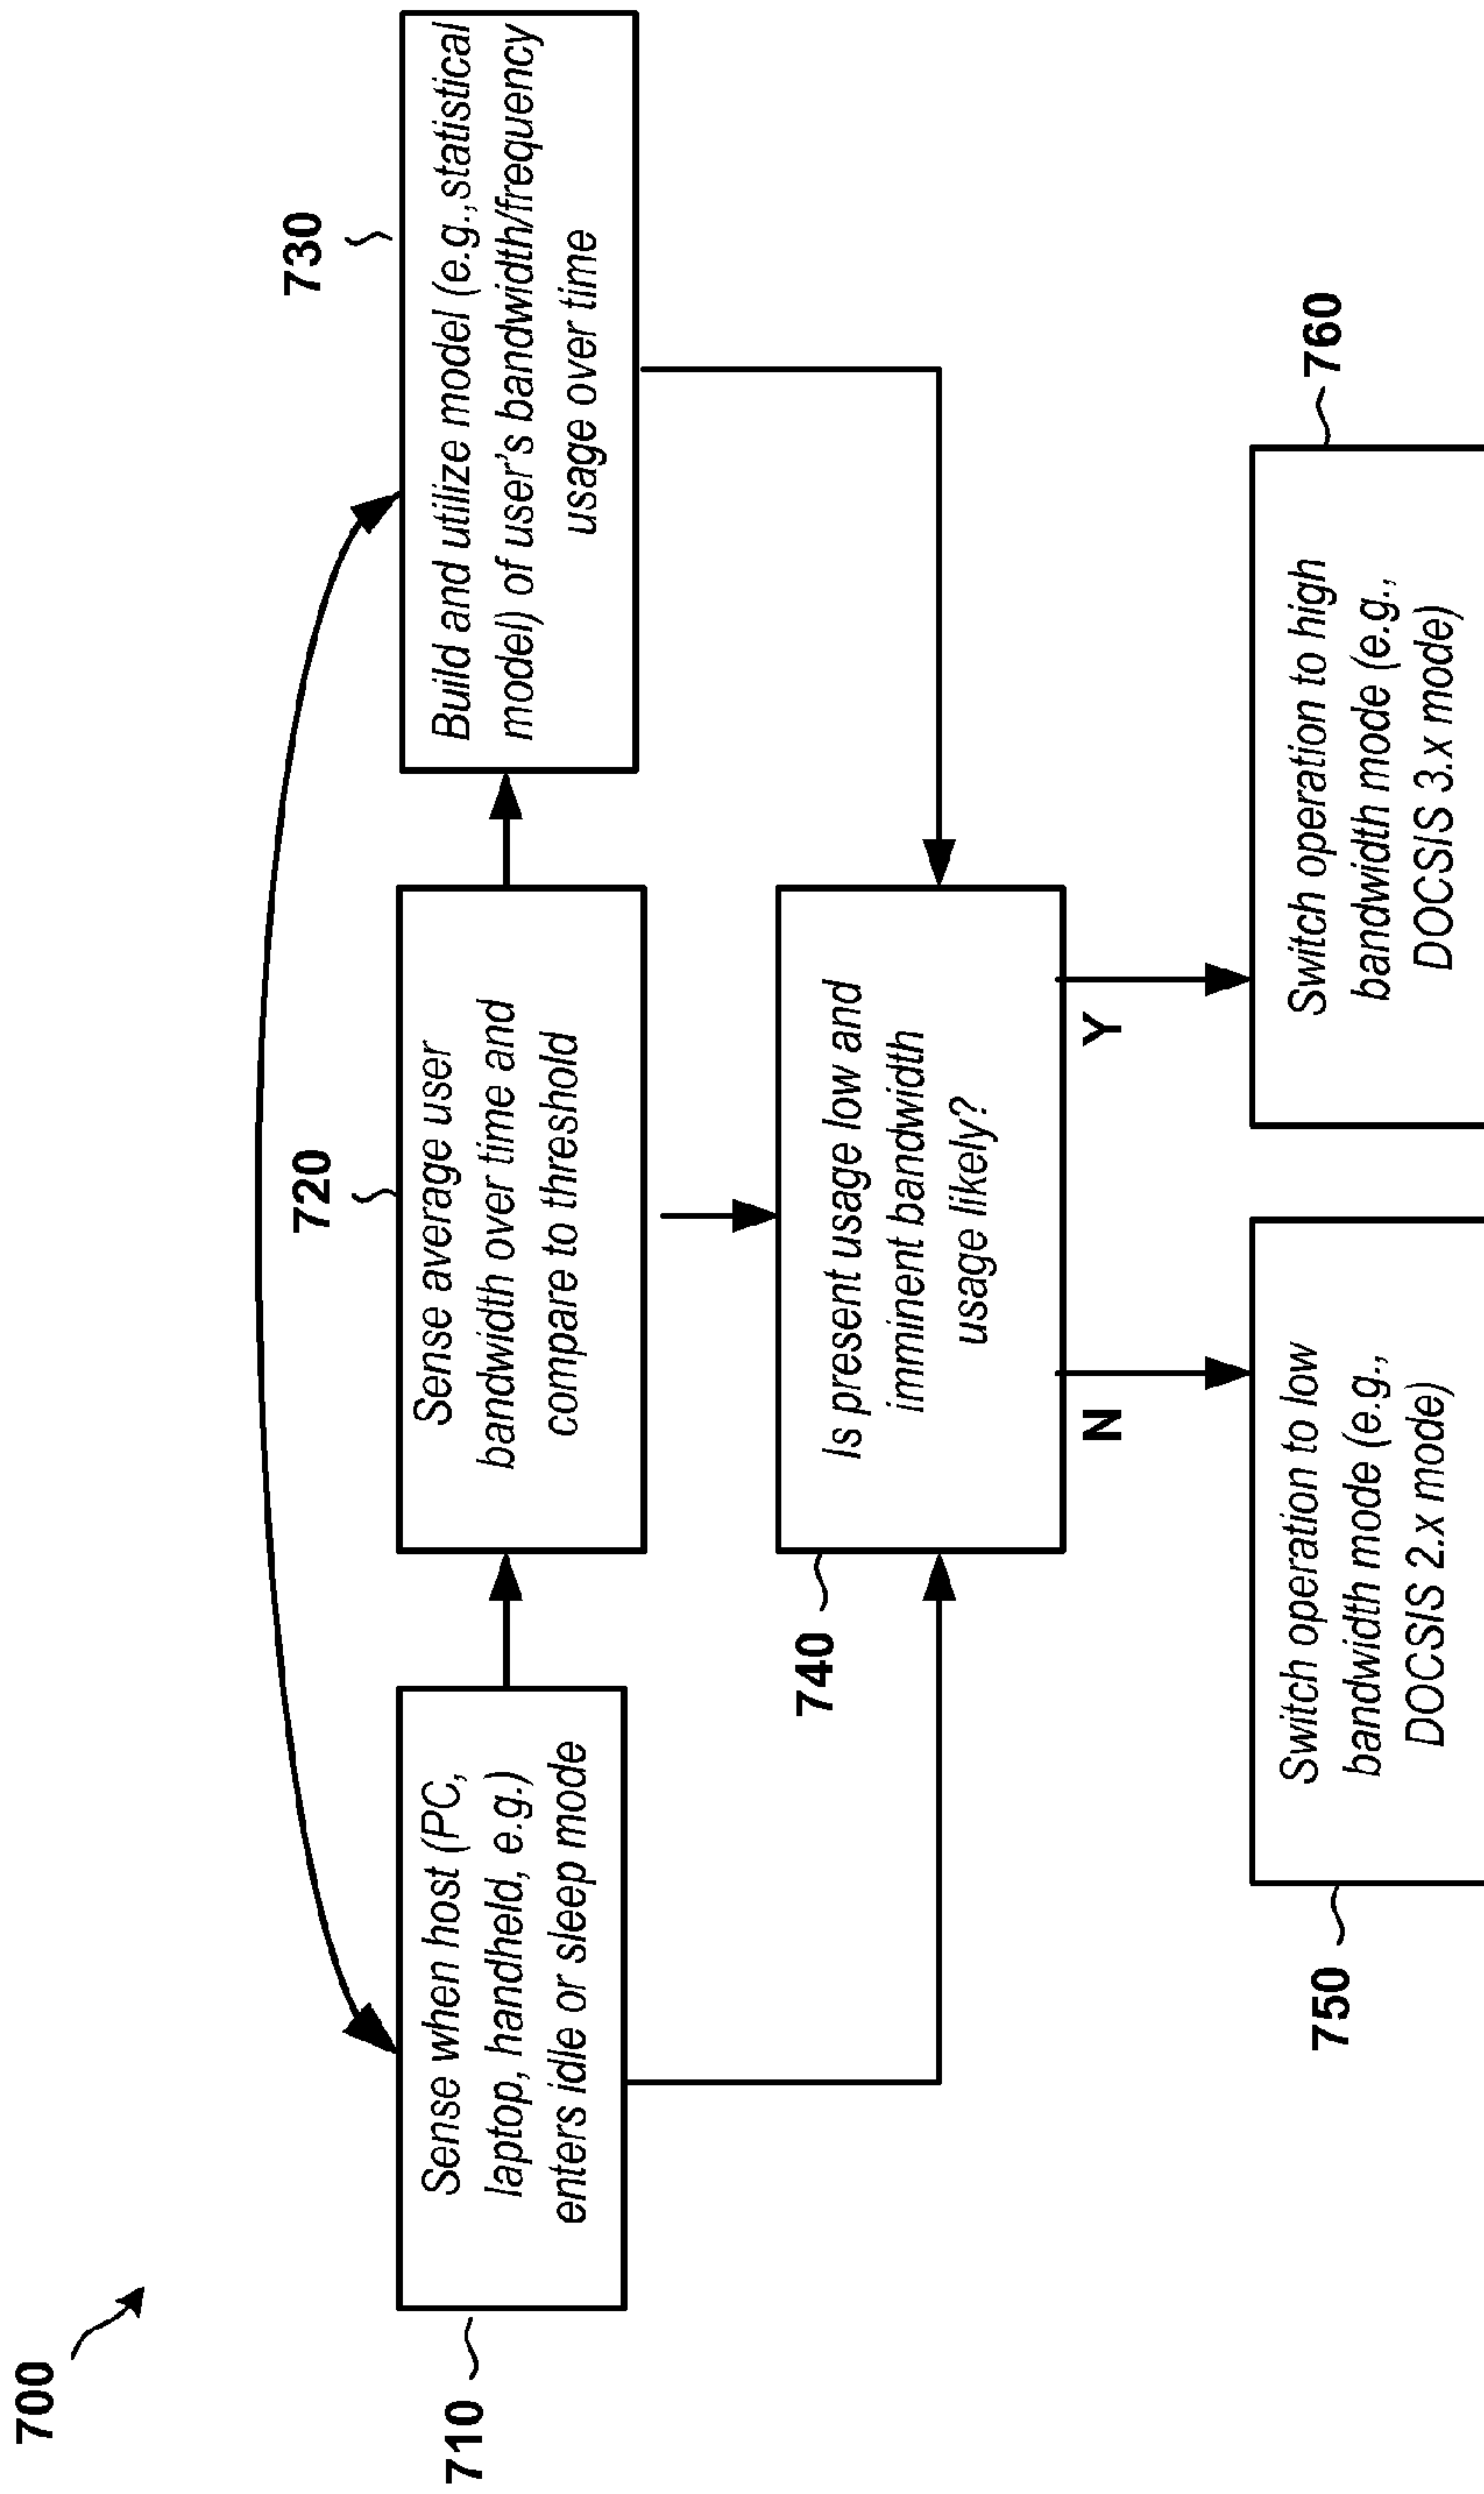 700
710
Sense when host (PC,
laptop, handheld, e.g.)
enters idle or sleep mode
720
Sense average user
bandwidth over time and
compare to threshold
730
Build and utilize model (e.g.,statistical
model) of user's bandwidth/frequency
usage over time
740
Is present usage low and
imminent bandwidth
usage likely?
N
Y
750
Switch operation to low
bandwidth mode (e.g.,
DOCSIS 2.x mode)
760
Switch operation to high
bandwidth mode (e.g.,
DOCSIS 3.x mode)